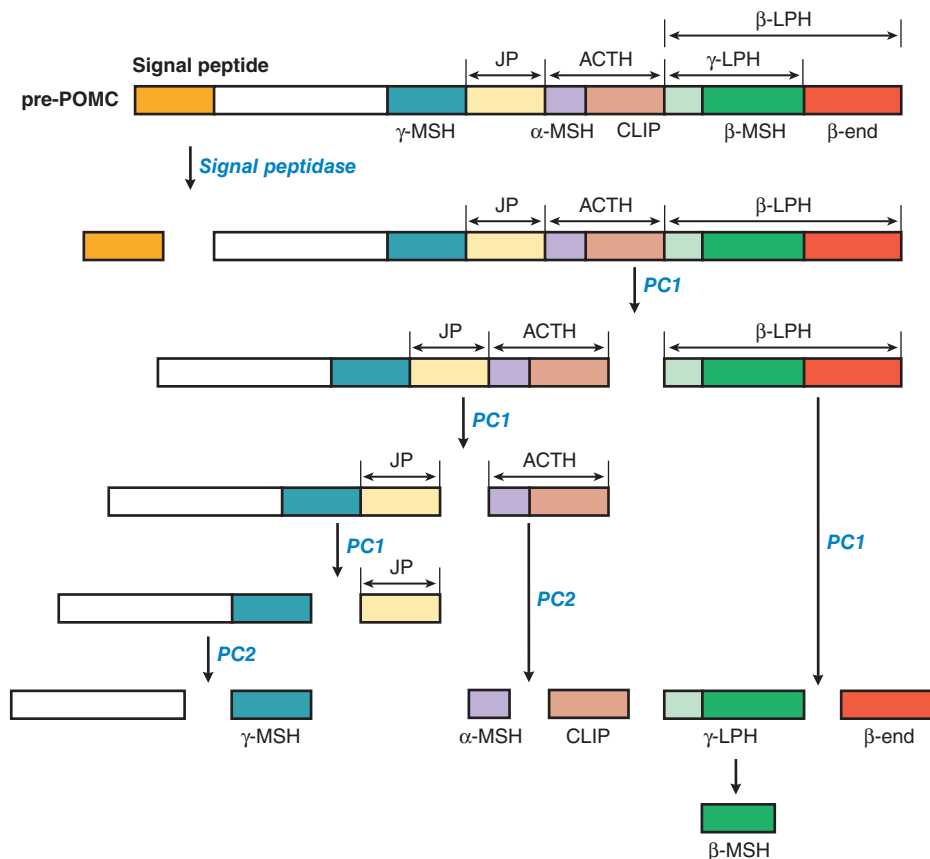 β-LPH
Signal peptide
JP ACTH γ-LPH
pre-POMC
γ-MSH α-MSH CLIP β-MSH β-end
Signal peptidase
JP ACTH β-LPH
PC1
JP ACTH β-LPH
PC1
JP ACTH
PC1 PC1
JP
PC2
PC2
γ-MSH α-MSH CLIP γ-LPH β-end
β-MSH